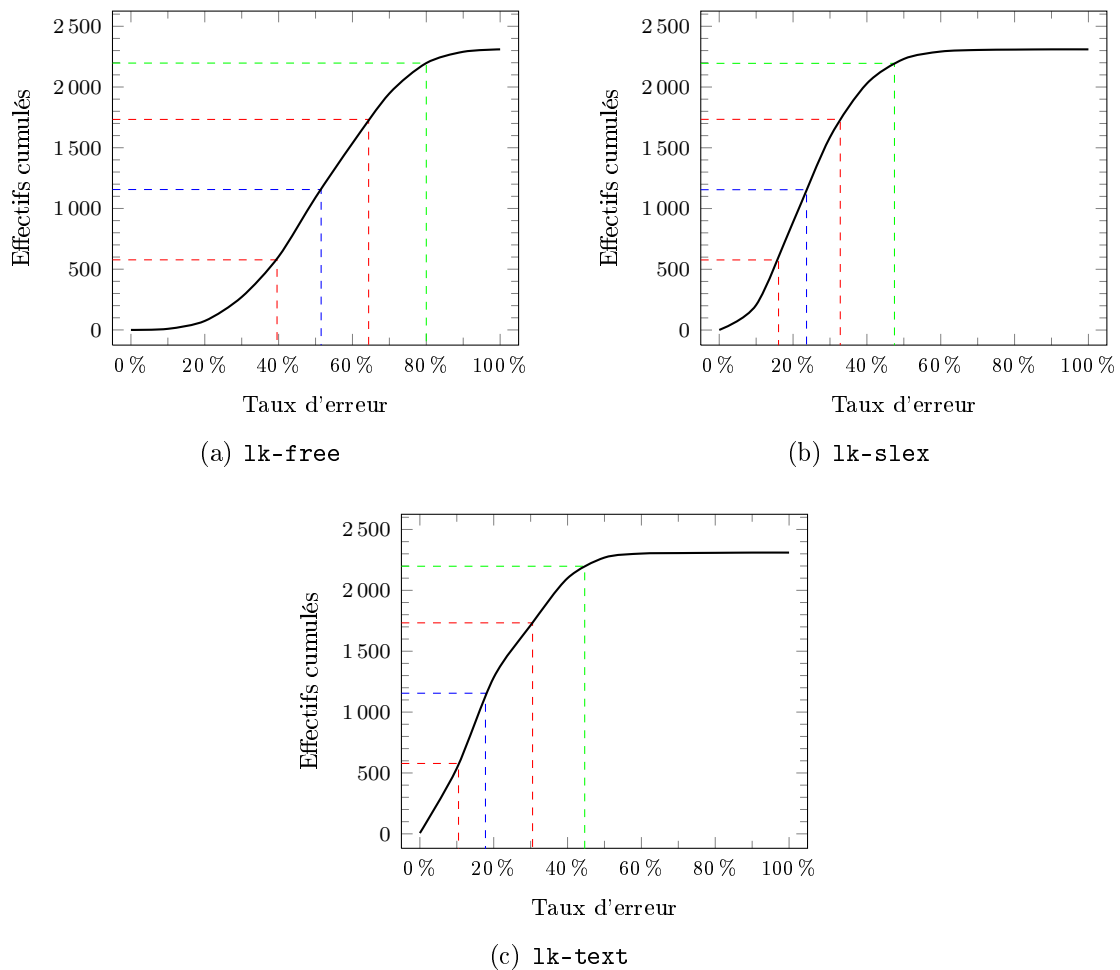 2 500
2 000
1 500
1 000
500
0
Effectifs cumulés
0 % 20 % 40 % 60 % 80 % 100 %
Taux d'erreur
(a) lk-free
2 500
2 000
1 500
1 000
500
0
Effectifs cumulés
0 % 20 % 40 % 60 % 80 % 100 %
Taux d'erreur
(b) lk-slex
2 500
2 000
1 500
1 000
500
0
Effectifs cumulés
0 % 20 % 40 % 60 % 80 % 100 %
Taux d'erreur
(c) lk-text